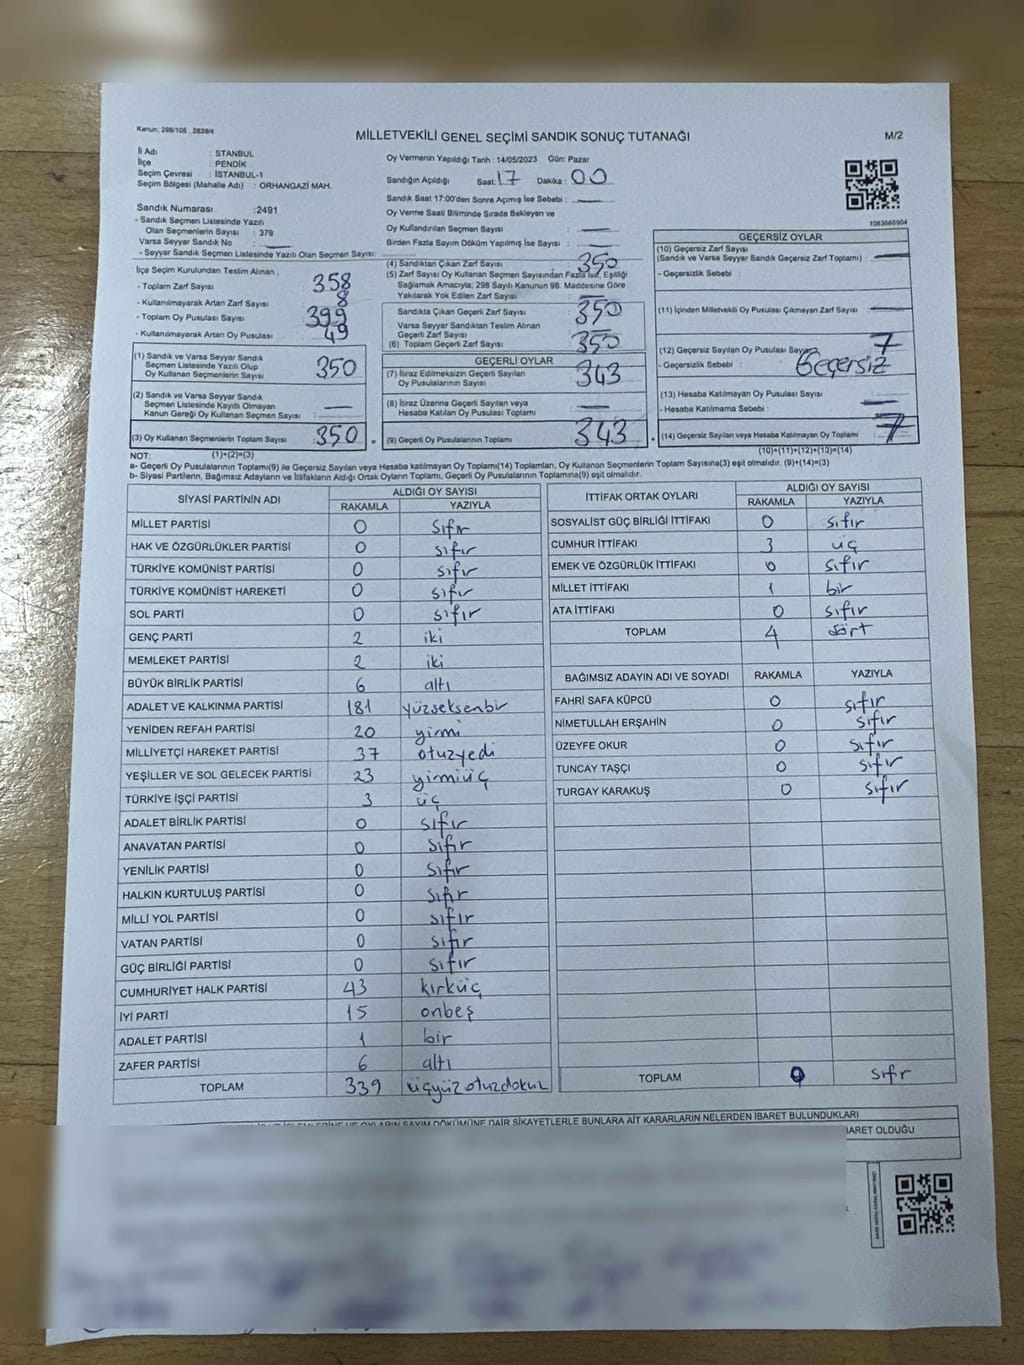 Kanun; 298/105 , 2839/4
MİLLETVEKİLİ GENEL SEÇİMİ SANDIK SONUÇ TUTANAĞI
M/2
İl Adı : STANBUL
İlçe : PENDİK
Seçim Çevresi : İSTANBUL-1
Seçim Bölgesi (Mahalle Adı) : ORHANGAZİ MAH.
Sandık Numarası :2491
- Sandık Seçmen Listesinde Yazılı
Olan Seçmenlerin Sayısı : 379
Varsa Seyyar Sandık No :
- Seyyar Sandık Seçmen Listesinde Yazılı Olan Seçmen Sayısı:
İlçe Seçim Kurulundan Teslim Alınan ;
- Toplam Zarf Sayısı : 358
- Kullanılmayarak Artan Zarf Sayısı : 8
- Toplam Oy Pusulası Sayısı : 399
- Kullanılmayarak Artan Oy Pusulası : 49
(1) Sandık ve Varsa Seyyar Sandık
Seçmen Listesinde Yazılı Olup
Oy Kullanan Seçmenlerin Sayısı : 350
(2) Sandık ve Varsa Seyyar Sandık
Seçmen Listesinde Kayıtlı Olmayan
Kanun Gereği Oy Kullanan Seçmen Sayısı :
(3) Oy Kullanan Seçmenlerin Toplam Sayısı : 350
Oy Vermenin Yapıldığı Tarih : 14/05/2023 Gün: Pazar
Sandığın Açıldığı Saat: 17 Dakika : 00
Sandık Saat 17:00'den Sonra Açımış İse Sebebi :
Oy Verme Saati Bitiminde Sırada Bekleyen ve
Oy Kullandırılan Seçmen Sayısı :
Birden Fazla Sayım Döküm Yapılmış İse Sayısı :
(4) Sandıktan Çıkan Zarf Sayısı : 350
(5) Zarf Sayısı Oy Kullanan Seçmen Sayısından Fazla ise, Eşitliği
Sağlamak Amacıyla; 298 Sayılı Kanunun 98. Maddesine Göre
Yakılarak Yok Edilen Zarf Sayısı :
Sandıkta Çıkan Geçerli Zarf Sayısı : 350
Varsa Seyyar Sandıktan Teslim Alınan
Geçerli Zarf Sayısı :
(6) Toplam Geçerli Zarf Sayısı : 350
GEÇERLİ OYLAR
(7) İtiraz Edilmeksizin Geçerli Sayılan
Oy Pusulalarının Sayısı : 343
(8) İtiraz Üzerine Geçerli Sayılan veya
Hesaba Katılan Oy Pusulası Toplamı :
(9) Geçerli Oy Pusulalarının Toplamı : 343
1083665904
GEÇERSİZ OYLAR
(10) Geçersiz Zarf Sayısı
(Sandık ve Varsa Seyyar Sandık Geçersiz Zarf Toplamı) :
- Geçersizlik Sebebi :
(11) İçinden Milletvekili Oy Pusulası Çıkmayan Zarf Sayısı :
(12) Geçersiz Sayılan Oy Pusulası Sayısı : 7
- Geçersizlik Sebebi : Geçersiz
(13) Hesaba Katılmayan Oy Pusulası Sayısı :
- Hesaba Katılmama Sebebi :
(14) Geçersiz Sayılan veya Hesaba Katılmayan Oy Toplamı : 7
NOT: (1)+(2)=(3)
(10)+(11)+(12)+(13)=(14)
a- Geçerli Oy Pusulalarının Toplamı(9) ile Geçersiz Sayılan veya Hesaba katılmayan Oy Toplamı(14) Toplamları, Oy Kullanan Seçmenlerin Toplam Sayısına(3) eşit olmalıdır. (9)+(14)=(3)
b- Siyasi Partilerin, Bağımsız Adayların ve İttifakların Aldığı Ortak Oyların Toplamı, Geçerli Oy Pusulalarının Toplamına(9) eşit olmalıdır.
SİYASİ PARTİNİN ADI
ALDIĞI OY SAYISI
RAKAMLA YAZIYLA
MİLLET PARTİSİ 0 sıfır
HAK VE ÖZGÜRLÜKLER PARTİSİ 0 sıfır
TÜRKİYE KOMÜNİST PARTİSİ 0 sıfır
TÜRKİYE KOMÜNİST HAREKETİ 0 sıfır
SOL PARTİ 0 sıfır
GENÇ PARTİ 2 iki
MEMLEKET PARTİSİ 2 iki
BÜYÜK BİRLİK PARTİSİ 6 altı
ADALET VE KALKINMA PARTİSİ 181 yüzseksenbir
YENİDEN REFAH PARTİSİ 20 yirmi
MİLLİYETÇİ HAREKET PARTİSİ 37 otuzyedi
YEŞİLLER VE SOL GELECEK PARTİSİ 23 yirmiüç
TÜRKİYE İŞÇİ PARTİSİ 3 üç
ADALET BİRLİK PARTİSİ 0 sıfır
ANAVATAN PARTİSİ 0 sıfır
YENİLİK PARTİSİ 0 sıfır
HALKIN KURTULUŞ PARTİSİ 0 sıfır
MİLLİ YOL PARTİSİ 0 sıfır
VATAN PARTİSİ 0 sıfır
GÜÇ BİRLİĞİ PARTİSİ 0 sıfır
CUMHURİYET HALK PARTİSİ 43 kırküç
İYİ PARTİ 15 onbeş
ADALET PARTİSİ 1 bir
ZAFER PARTİSİ 6 altı
TOPLAM 339 üçyüzotuzdokuz
İTTİFAK ORTAK OYLARI
ALDIĞI OY SAYISI
RAKAMLA YAZIYLA
SOSYALİST GÜÇ BİRLİĞİ İTTİFAKI 0 sıfır
CUMHUR İTTİFAKI 3 üç
EMEK VE ÖZGÜRLÜK İTTİFAKI 0 sıfır
MİLLET İTTİFAKI 1 bir
ATA İTTİFAKI 0 sıfır
TOPLAM 4 dört
BAĞIMSIZ ADAYIN ADI VE SOYADI RAKAMLA YAZIYLA
FAHRİ SAFA KÜPCÜ 0 sıfır
NİMETULLAH ERŞAHİN 0 sıfır
ÜZEYFE OKUR 0 sıfır
TUNCAY TAŞÇI 0 sıfır
TURGAY KARAKUŞ 0 sıfır
TOPLAM 0 sıfır
OYLARIN SAYIM DÖKÜMÜNE DAİR ŞİKAYETLERLE BUNLARA AİT KARARLARIN NELERDEN İBARET BULUNDUKLARI
İBARET OLDUĞU